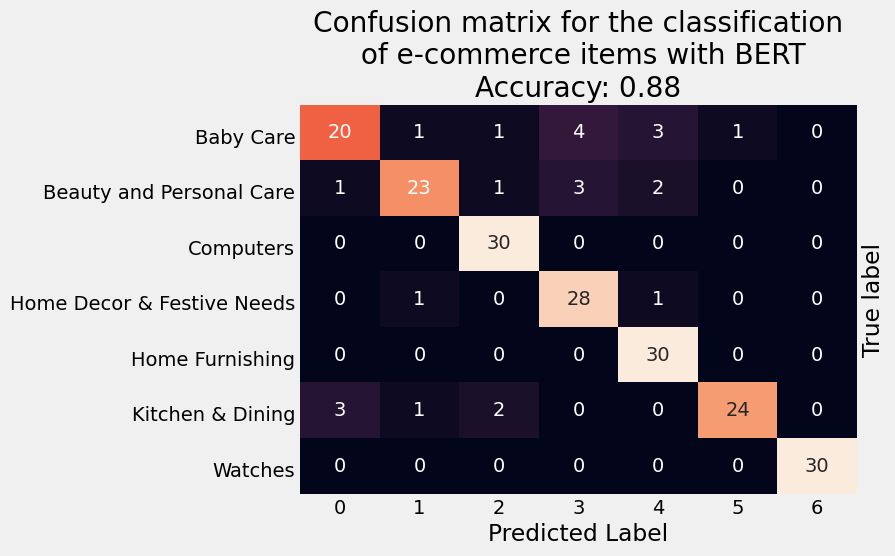 Confusion matrix for the classification
of e-commerce items with BERT
Accuracy: 0.88
Baby Care 20 1 1 4 3 1 0
Beauty and Personal Care 1 23 1 3 2 0 0
Computers 0 0 30 0 0 0 0
Home Decor & Festive Needs 0 1 0 28 1 0 0
Home Furnishing 0 0 0 0 30 0 0
Kitchen & Dining 3 1 2 0 0 24 0
Watches 0 0 0 0 0 0 30
0 1 2 3 4 5 6
Predicted Label
True label